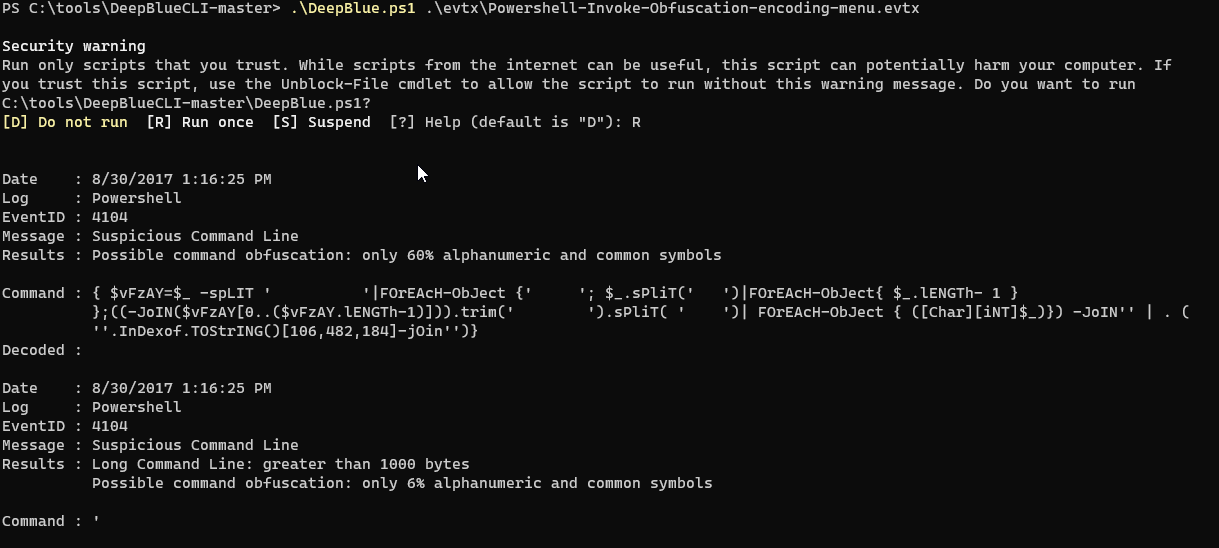 PS C:\tools\DeepBlueCLI-master> .\DeepBlue.ps1 .\evtx\Powershell-Invoke-Obfuscation-encoding-menu.evtx
Security warning
Run only scripts that you trust. While scripts from the internet can be useful, this script can potentially harm your computer. If
you trust this script, use the Unblock-File cmdlet to allow the script to run without this warning message. Do you want to run
C:\tools\DeepBlueCLI-master\DeepBlue.ps1?
[D] Do not run  [R] Run once  [S] Suspend  [?] Help (default is "D"): R
Date    : 8/30/2017 1:16:25 PM
Log     : Powershell
EventID : 4104
Message : Suspicious Command Line
Results : Possible command obfuscation: only 60% alphanumeric and common symbols
Command : { $vFzAY=$_ -spLIT '          '|FOrEAcH-ObJect {'     '; $_.sPliT('   ')|FOrEAcH-ObJect{ $_.lENGTh- 1 }
          };((-JoIN($vFzAY[0..($vFzAY.lENGTh-1)])).trim('        ').sPliT( '    ')| FOrEAcH-ObJect { ([Char][iNT]$_)}) -JoIN'' | . (
          ''.InDexof.TOStrING()[106,482,184]-jOin'')}
Decoded :
Date    : 8/30/2017 1:16:25 PM
Log     : Powershell
EventID : 4104
Message : Suspicious Command Line
Results : Long Command Line: greater than 1000 bytes
          Possible command obfuscation: only 6% alphanumeric and common symbols
Command : '